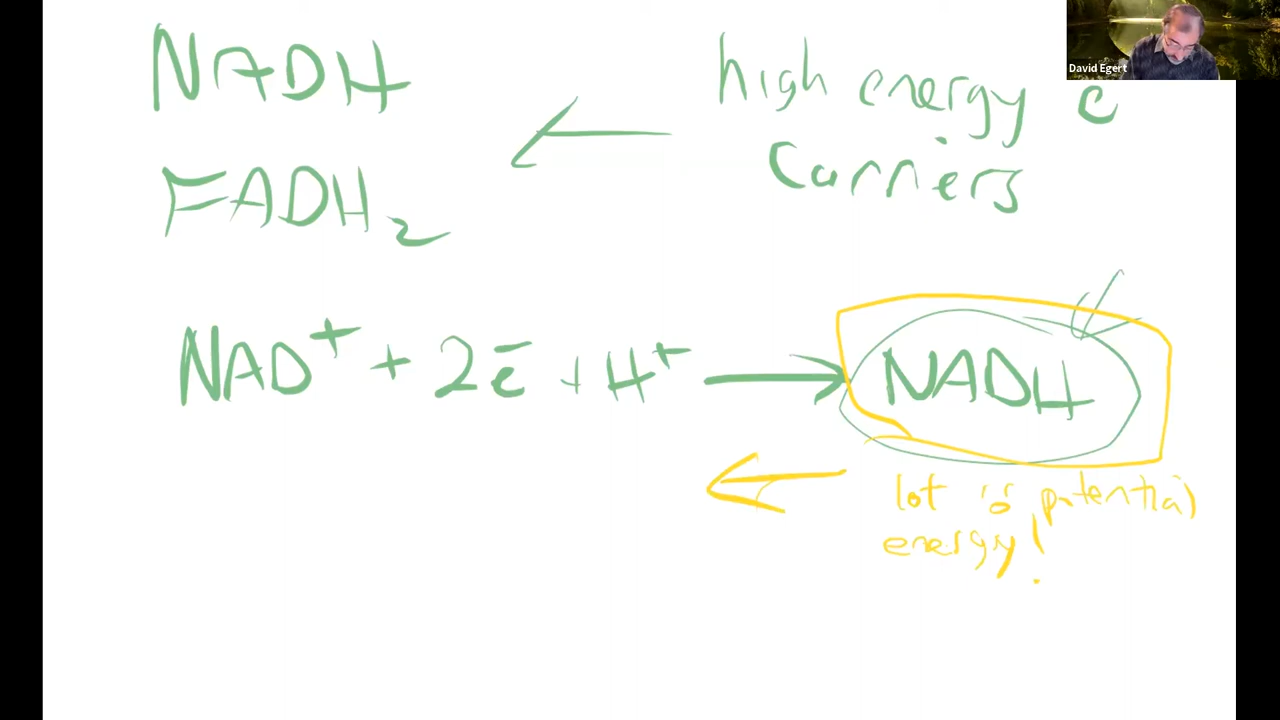 NADH
high energy e
David Egert
carriers
FADH₂
NAD⁺ + 2e⁻ + H⁺ → NADH
lot of potential
energy!